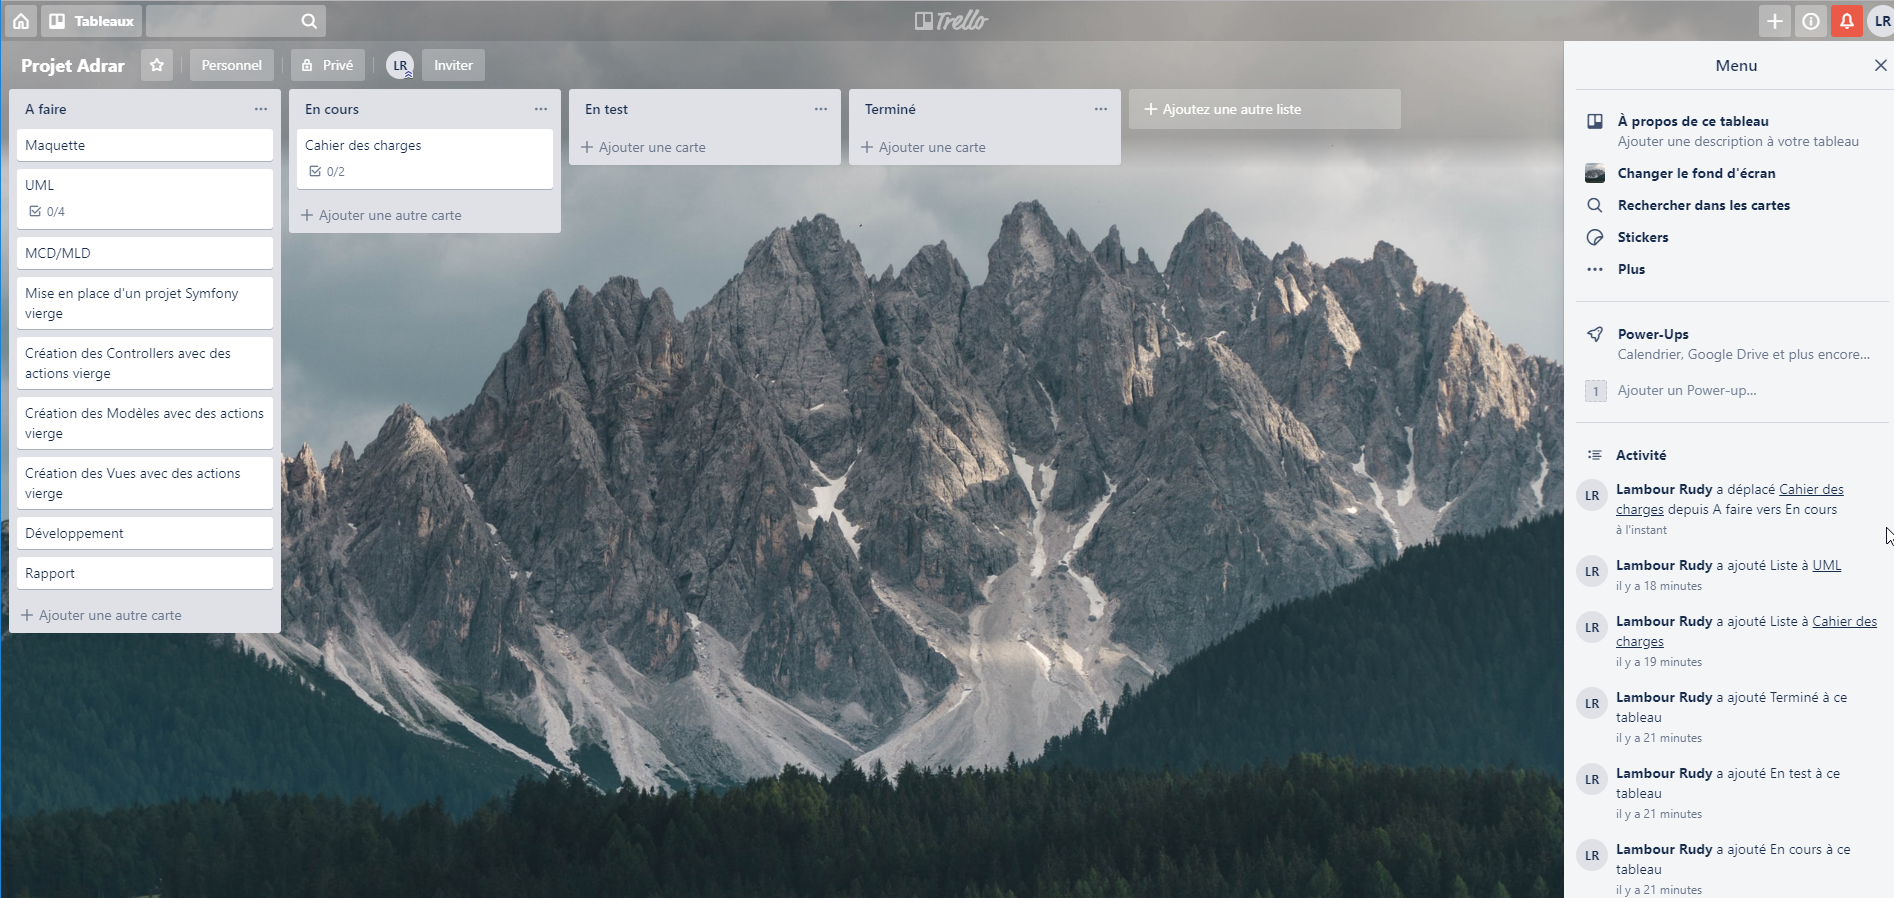 Tableaux
Trello
LR
Projet Adrar
Personnel
Privé
LR
Inviter
A faire
Maquette
UML
0/4
MCD/MLD
Mise en place d'un projet Symfony
vierge
Création des Controllers avec des
actions vierge
Création des Modèles avec des actions
vierge
Création des Vues avec des actions
vierge
Développement
Rapport
Ajouter une autre carte
En cours
Cahier des charges
0/2
Ajouter une autre carte
En test
Ajouter une carte
Terminé
Ajouter une carte
Ajoutez une autre liste
Menu
À propos de ce tableau
Ajouter une description à votre tableau
Changer le fond d'écran
Rechercher dans les cartes
Stickers
Plus
Power-Ups
Calendrier, Google Drive et plus encore...
1 Ajouter un Power-up...
Activité
LR
Lambour Rudy a déplacé Cahier des
charges depuis A faire vers En cours
à l'instant
LR
Lambour Rudy a ajouté Liste à UML
il y a 18 minutes
LR
Lambour Rudy a ajouté Liste à Cahier des
charges
il y a 19 minutes
LR
Lambour Rudy a ajouté Terminé à ce
tableau
il y a 21 minutes
LR
Lambour Rudy a ajouté En test à ce
tableau
il y a 21 minutes
LR
Lambour Rudy a ajouté En cours à ce
tableau
il y a 21 minutes